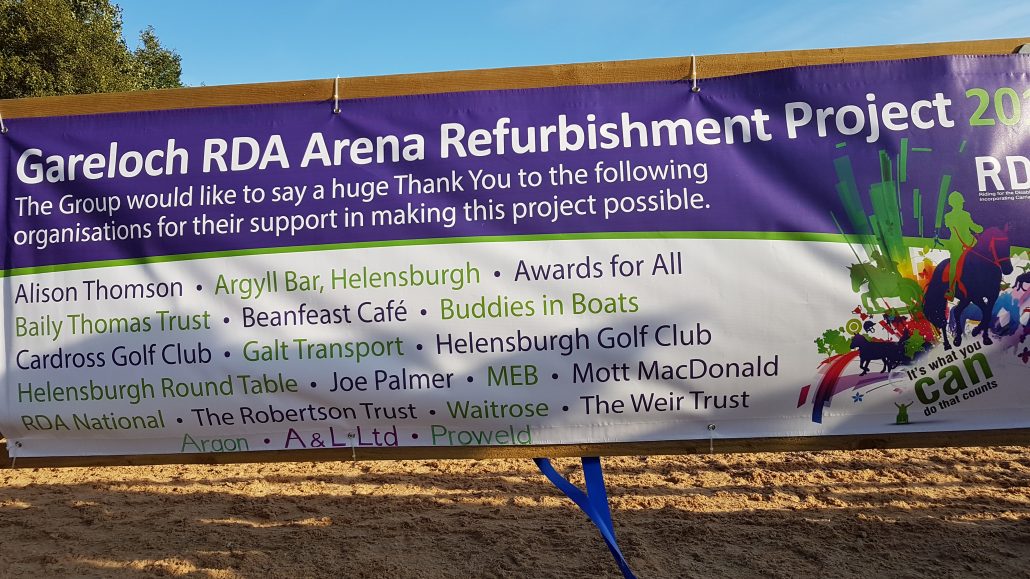 Gareloch RDA Arena Refurbishment Project
The Group would like to say a huge Thank You to the following
organisations for their support in making this project possible.
RD
Riding for the
Incorporating
Alison Thomson • Argyll Bar, Helensburgh • Awards for All
Baily Thomas Trust • Beanfeast Café • Buddies in Boats
Cardross Golf Club • Galt Transport • Helensburgh Golf Club
Helensburgh Round Table • Joe Palmer • MEB • Mott MacDonald
RDA National • The Robertson Trust • Waitrose • The Weir Trust
Argon • A & L Ltd • Proweld
It's what you
can
do that counts